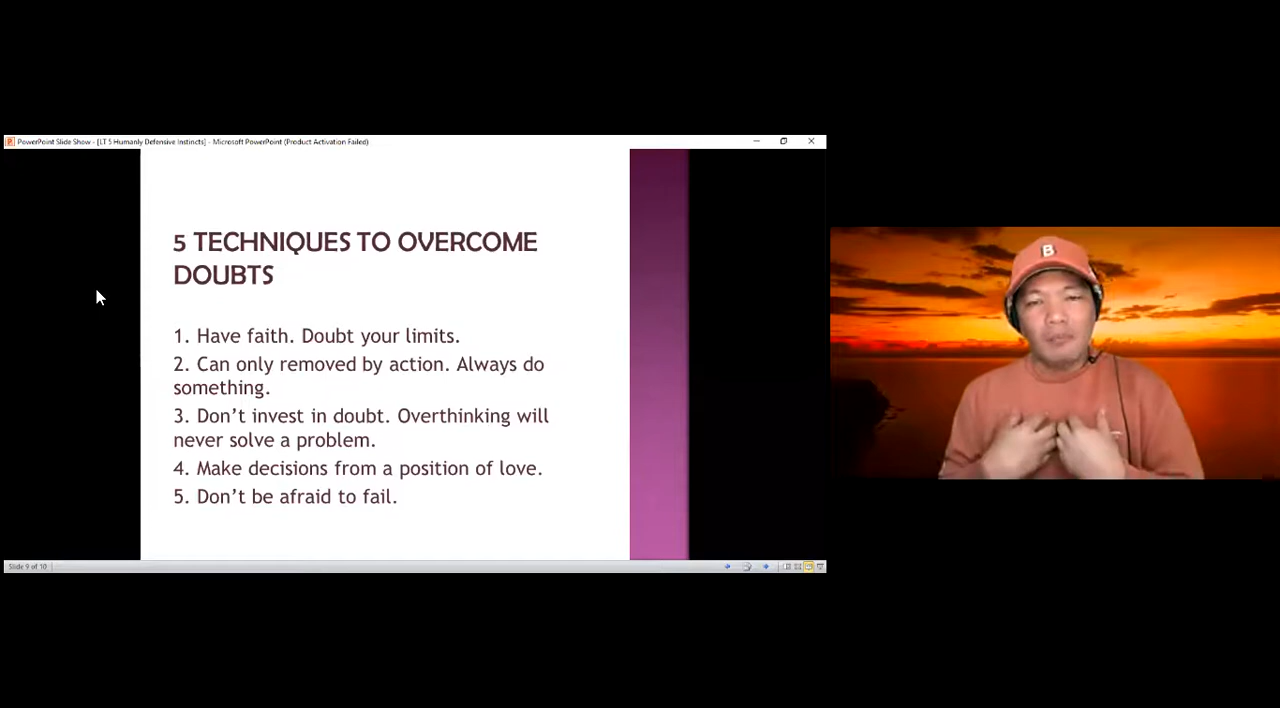 PowerPoint Slide Show - [LT 5 Humanly Defensive Instincts] - Microsoft PowerPoint (Product Activation Failed)
5 TECHNIQUES TO OVERCOME
DOUBTS
1. Have faith. Doubt your limits.
2. Can only removed by action. Always do
something.
3. Don't invest in doubt. Overthinking will
never solve a problem.
4. Make decisions from a position of love.
5. Don't be afraid to fail.
B
Slide 9 of 10